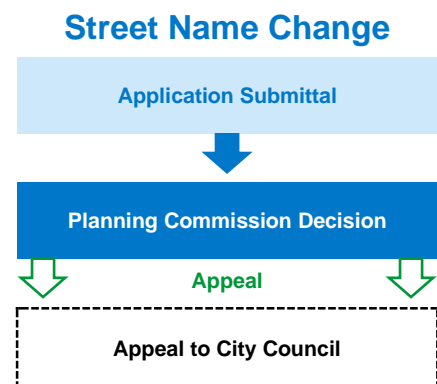 Street Name Change
Application Submittal
Planning Commission Decision
Appeal
Appeal to City Council